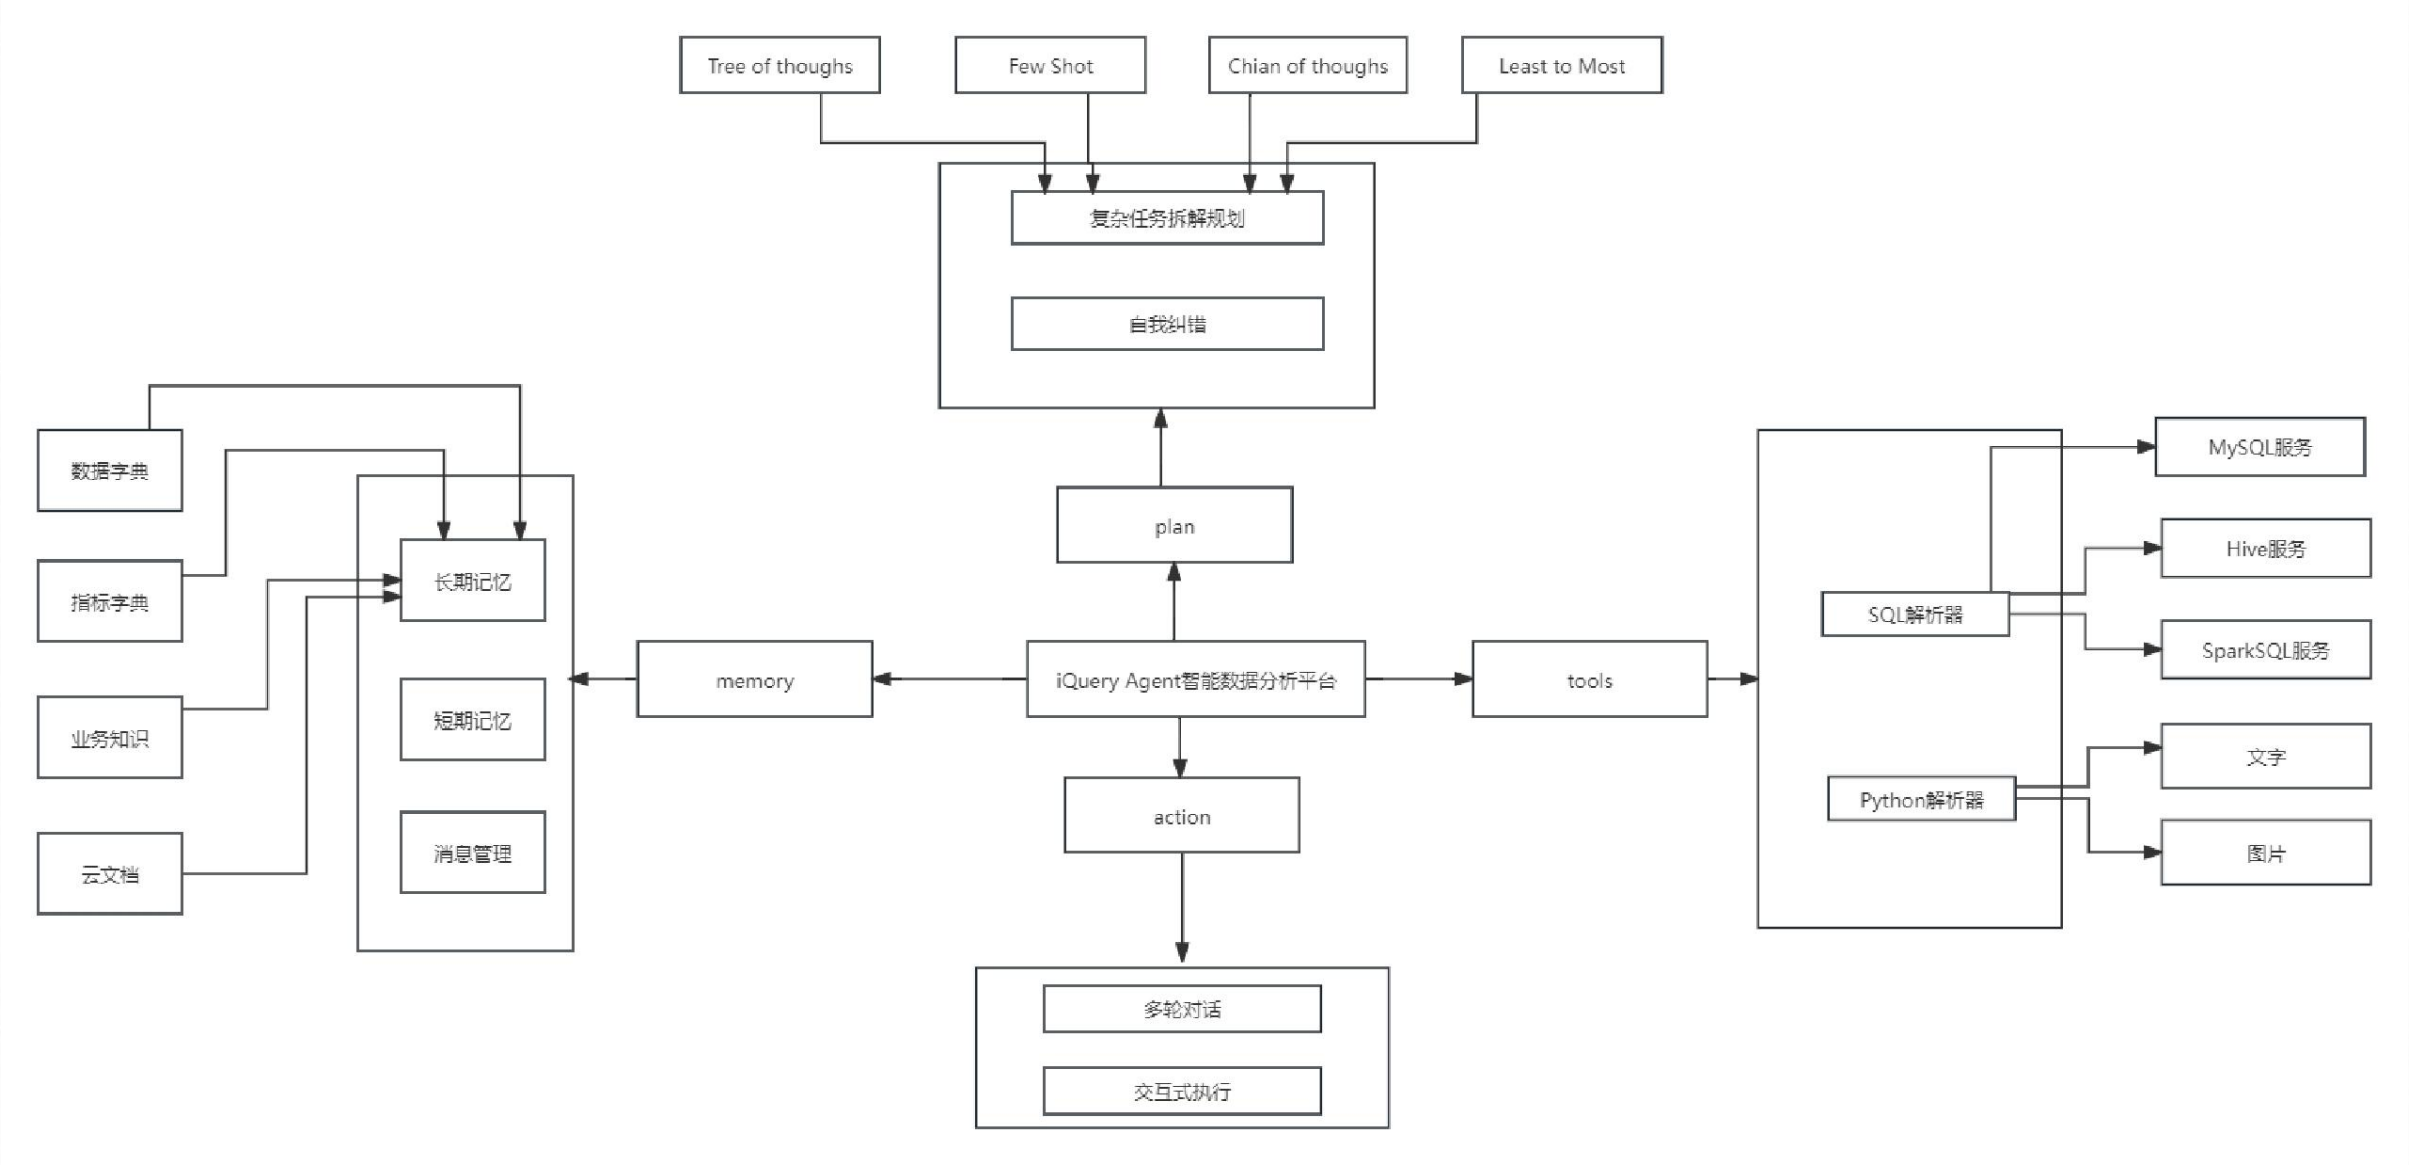 Tree of thoughs
Few Shot
Chian of thoughs
Least to Most
复杂任务拆解规划
自我纠错
数据字典
指标字典
业务知识
云文档
长期记忆
短期记忆
消息管理
memory
plan
iQuery Agent智能数据分析平台
action
多轮对话
交互式执行
tools
SQL解析器
Python解析器
MySQL服务
Hive服务
SparkSQL服务
文字
图片